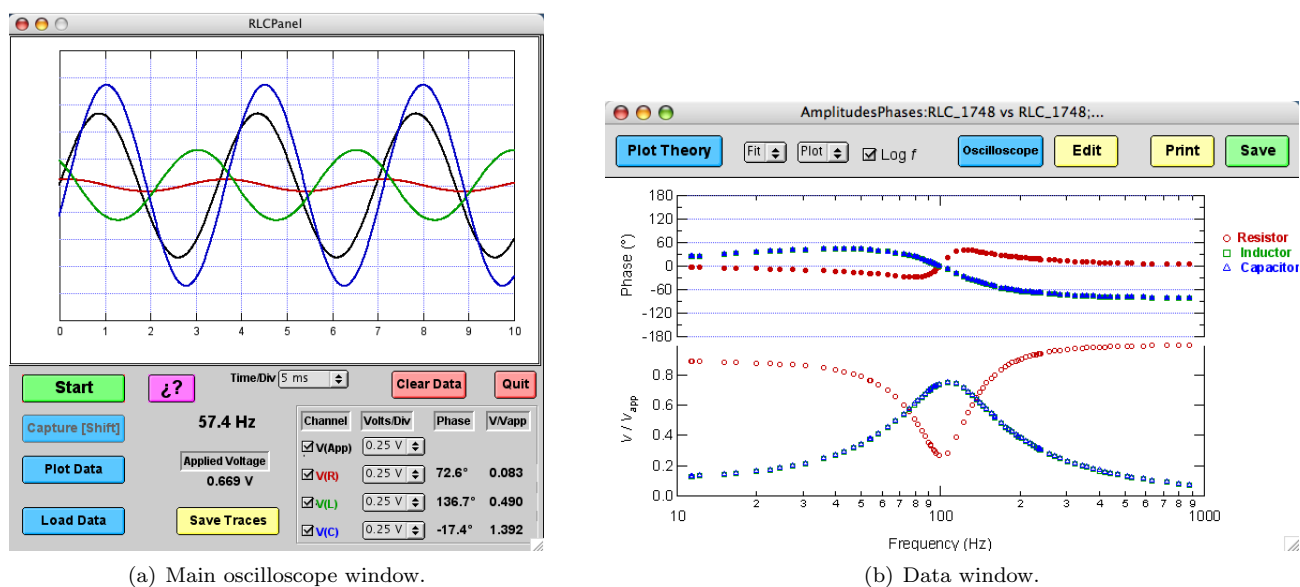 RLCPanel
0 1 2 3 4 5 6 7 8 9 10
Start
¿?
Time/Div 5 ms
Clear Data
Quit
Capture [Shift]
57.4 Hz
Channel Volts/Div Phase V/Vapp
V(App) 0.25 V
Plot Data
Applied Voltage
0.669 V
V(R) 0.25 V 72.6° 0.083
V(L) 0.25 V 136.7° 0.490
Load Data
Save Traces
V(C) 0.25 V -17.4° 1.392
(a) Main oscilloscope window.
AmplitudesPhases:RLC_1748 vs RLC_1748;...
Plot Theory
Fit
Plot
Log f
Oscilloscope
Edit
Print
Save
Phase (°)
180
120
60
0
-60
-120
-180
Resistor
Inductor
Capacitor
V / Vapp
0.8
0.6
0.4
0.2
0.0
2 3 4 5 6 7 8 9 2 3 4 5 6 7 8 9
10 100 1000
Frequency (Hz)
(b) Data window.